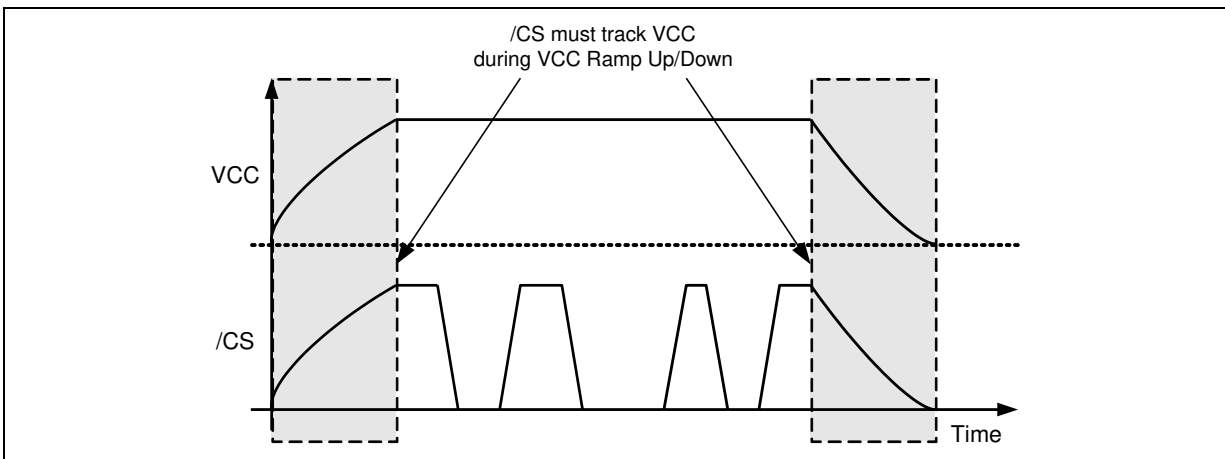 /CS must track VCC
during VCC Ramp Up/Down
VCC
/CS
Time